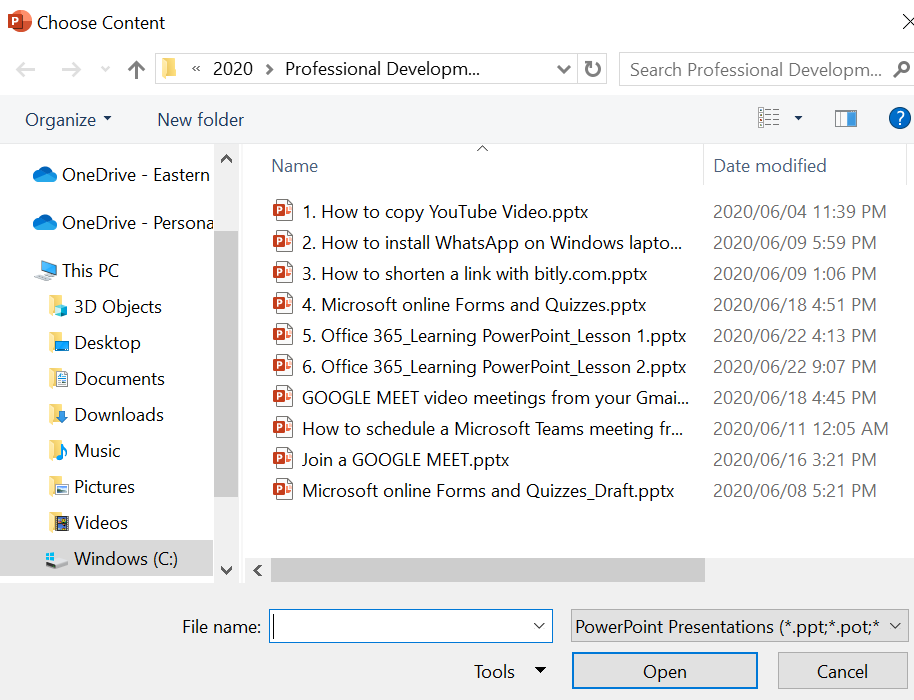 Choose Content
« 2020 > Professional Developm...
Search Professional Developm...
Organize
New folder
?
OneDrive - Eastern
OneDrive - Persona
This PC
3D Objects
Desktop
Documents
Downloads
Music
Pictures
Videos
Windows (C:)
Name Date modified
1. How to copy YouTube Video.pptx 2020/06/04 11:39 PM
2. How to install WhatsApp on Windows lapto... 2020/06/09 5:59 PM
3. How to shorten a link with bitly.com.pptx 2020/06/09 1:06 PM
4. Microsoft online Forms and Quizzes.pptx 2020/06/18 4:51 PM
5. Office 365_Learning PowerPoint_Lesson 1.pptx 2020/06/22 4:13 PM
6. Office 365_Learning PowerPoint_Lesson 2.pptx 2020/06/22 9:07 PM
GOOGLE MEET video meetings from your Gmai... 2020/06/18 4:45 PM
How to schedule a Microsoft Teams meeting fr... 2020/06/11 12:05 AM
Join a GOOGLE MEET.pptx 2020/06/16 3:21 PM
Microsoft online Forms and Quizzes_Draft.pptx 2020/06/08 5:21 PM
File name:
PowerPoint Presentations (*.ppt;*.pot;*
Tools
Open
Cancel